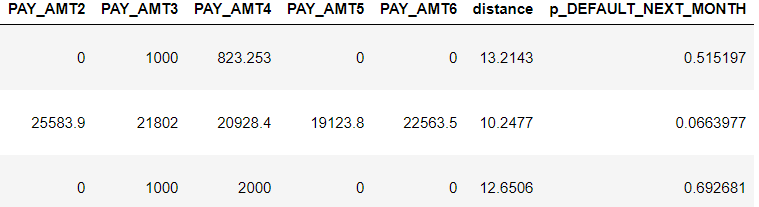 PAY_AMT2 PAY_AMT3 PAY_AMT4 PAY_AMT5 PAY_AMT6 distance p_DEFAULT_NEXT_MONTH
0 1000 823.253 0 0 13.2143 0.515197
25583.9 21802 20928.4 19123.8 22563.5 10.2477 0.0663977
0 1000 2000 0 0 12.6506 0.692681